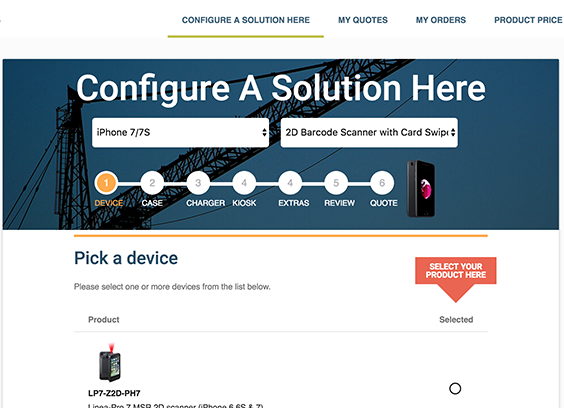 CONFIGURE A SOLUTION HERE MY QUOTES MY ORDERS PRODUCT PRICE
Configure A Solution Here
iPhone 7/7S 2D Barcode Scanner with Card Swip
1 2 3 4 4 5 6
DEVICE CASE CHARGER KIOSK EXTRAS REVIEW QUOTE
Pick a device
SELECT YOUR
PRODUCT HERE
Please select one or more devices from the list below.
Product Selected
LP7-Z2D-PH7
Linea-Pro 7 MSR 2D scanner (iPhone 6,6S & 7)